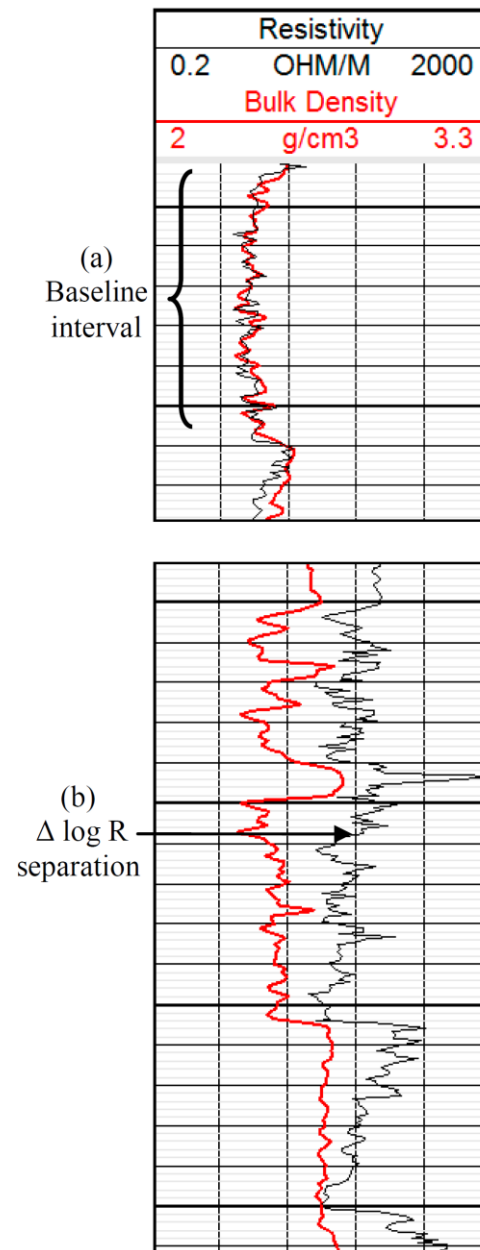 Resistivity
0.2 OHM/M 2000
Bulk Density
2 g/cm3 3.3
(a)
Baseline
interval
(b)
Δ log R
separation